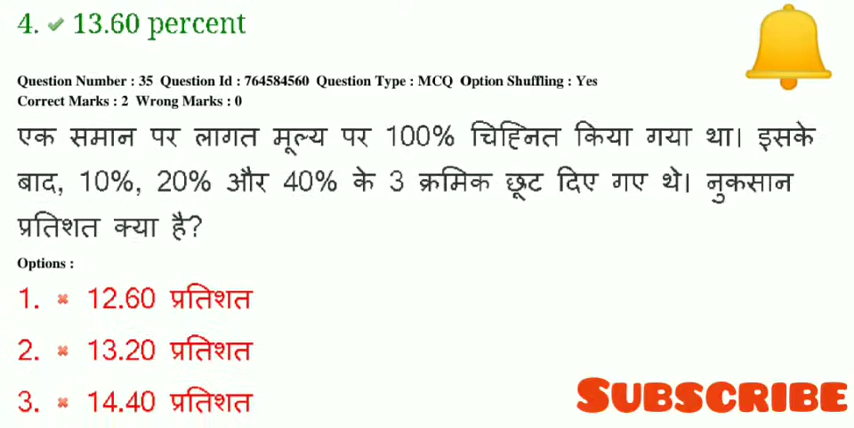 4. ✔ 13.60 percent
Question Number : 35 Question Id : 764584560 Question Type : MCQ Option Shuffling : Yes
Correct Marks : 2 Wrong Marks : 0
एक समान पर लागत मूल्य पर 100% चिह्नित किया गया था। इसके
बाद, 10%, 20% और 40% के 3 क्रमिक छूट दिए गए थे। नुकसान
प्रतिशत क्या है?
Options :
1. ✖ 12.60 प्रतिशत
2. ✖ 13.20 प्रतिशत
3. ✖ 14.40 प्रतिशत
SUBSCRIBE